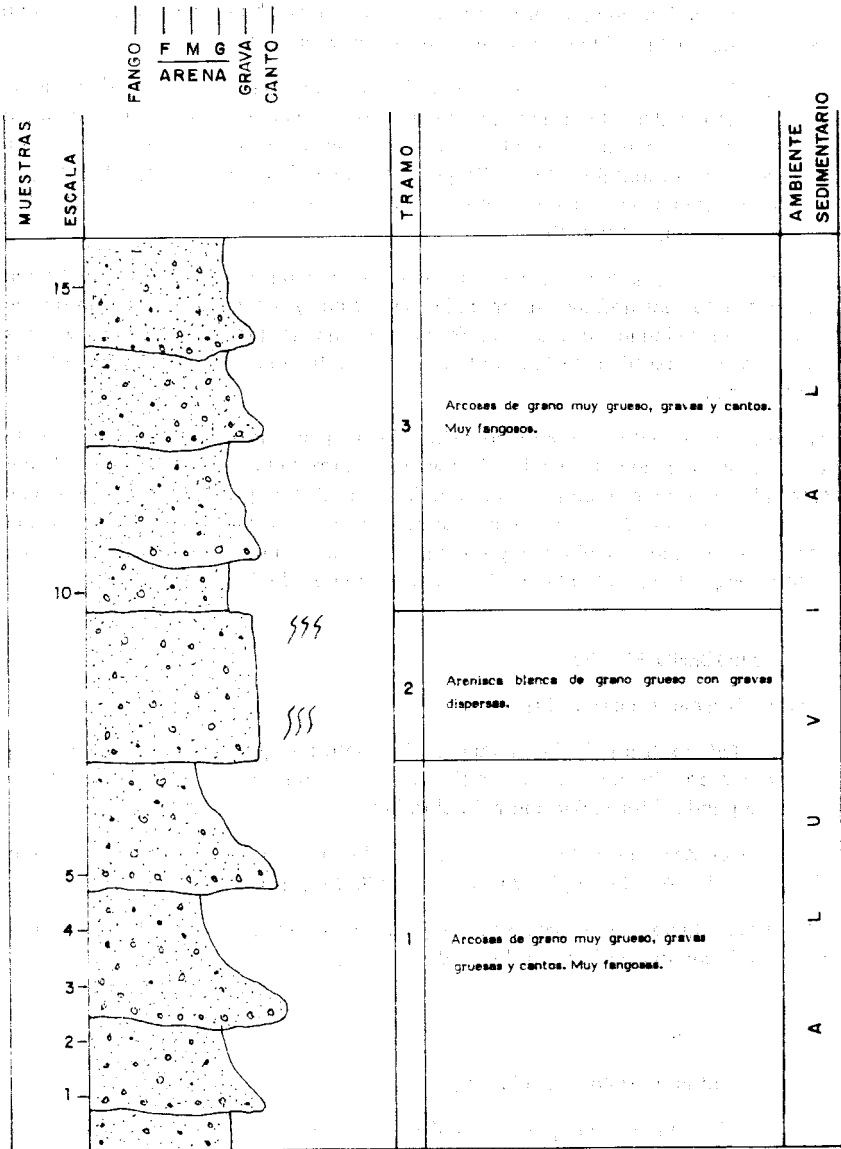 FANGO
F M G
ARENA
GRAVA
CANTO
MUESTRAS
ESCALA
TRAMO
AMBIENTE
SEDIMENTARIO
15
10
5
4
3
2
1
3
Arcosas de grano muy grueso, gravas y cantos.
Muy fangosos.
2
Arenisca blanca de grano grueso con gravas
dispersas.
1
Arcosas de grano muy grueso, gravas
gruesas y cantos. Muy fangosas.
ALUVIAL